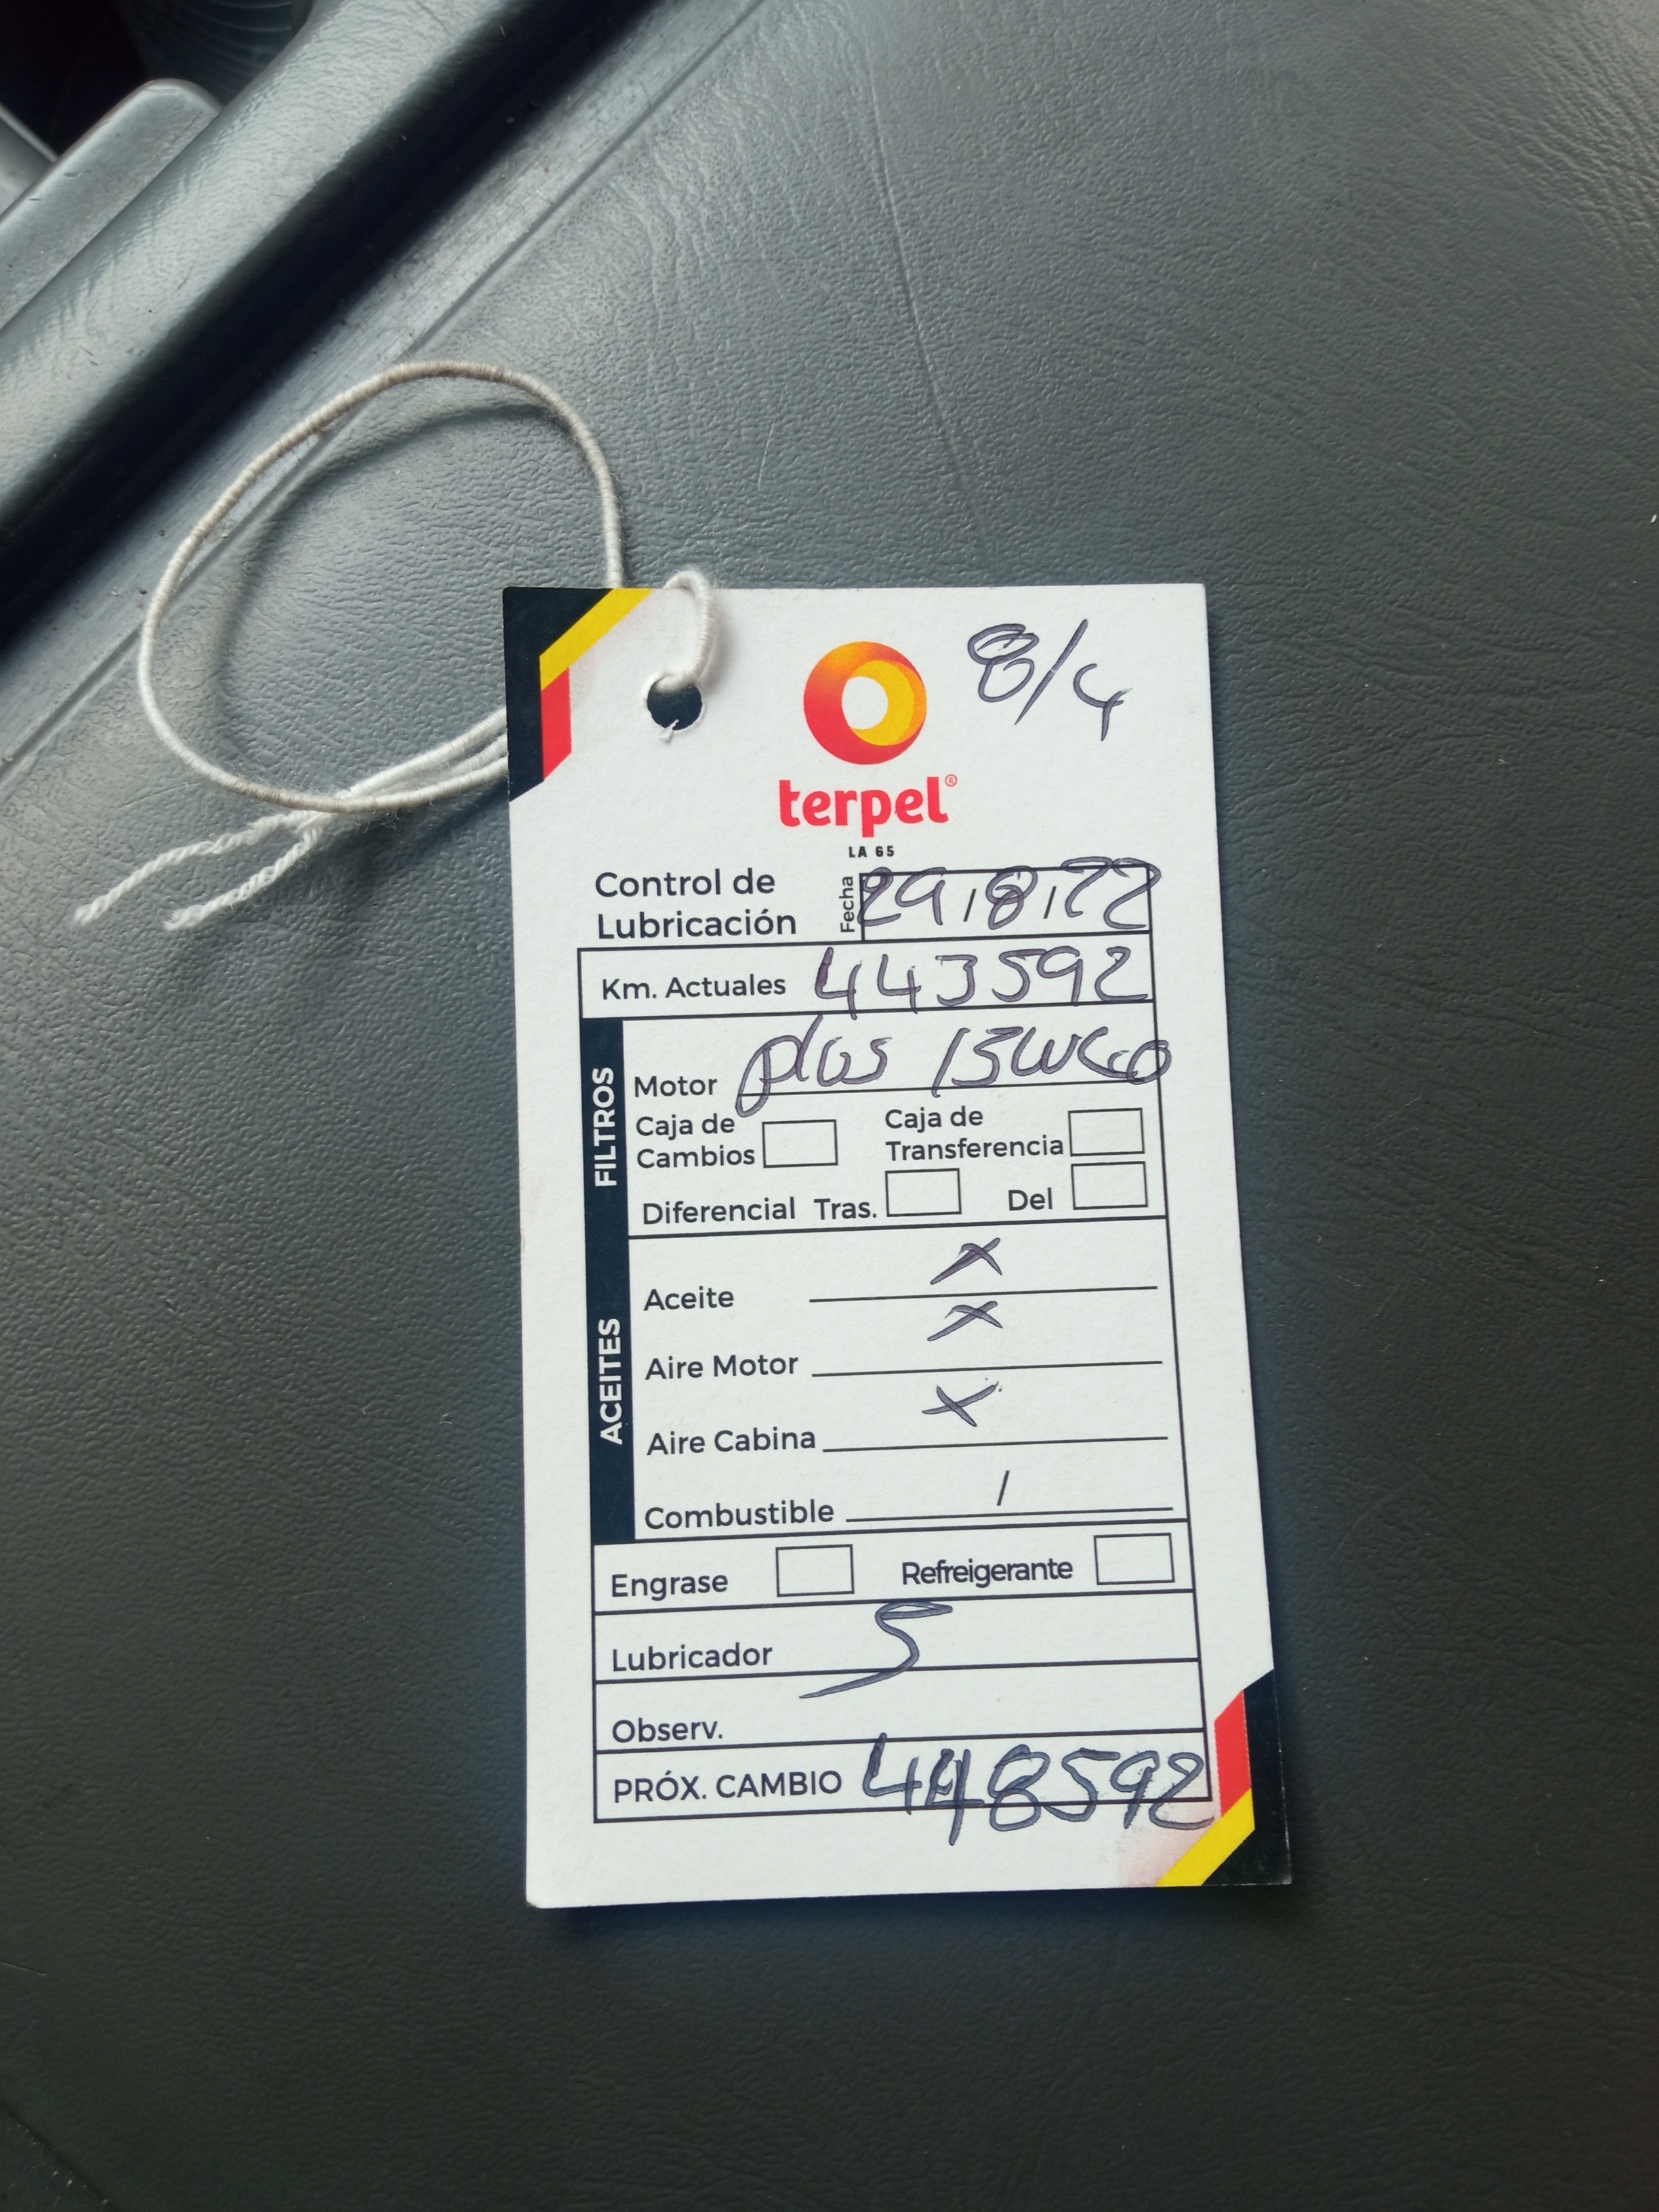 8/4
terpel®
LA 65
Control de Lubricación
Fecha 29/8/22
Km. Actuales 443592
FILTROS
Motor plus 15W40
Caja de Cambios
Caja de Transferencia
Diferencial Tras. Del
ACEITES
Aceite X
Aire Motor X
Aire Cabina X
Combustible /
Engrase Refreigerante
Lubricador
Observ.
PRÓX. CAMBIO 448592